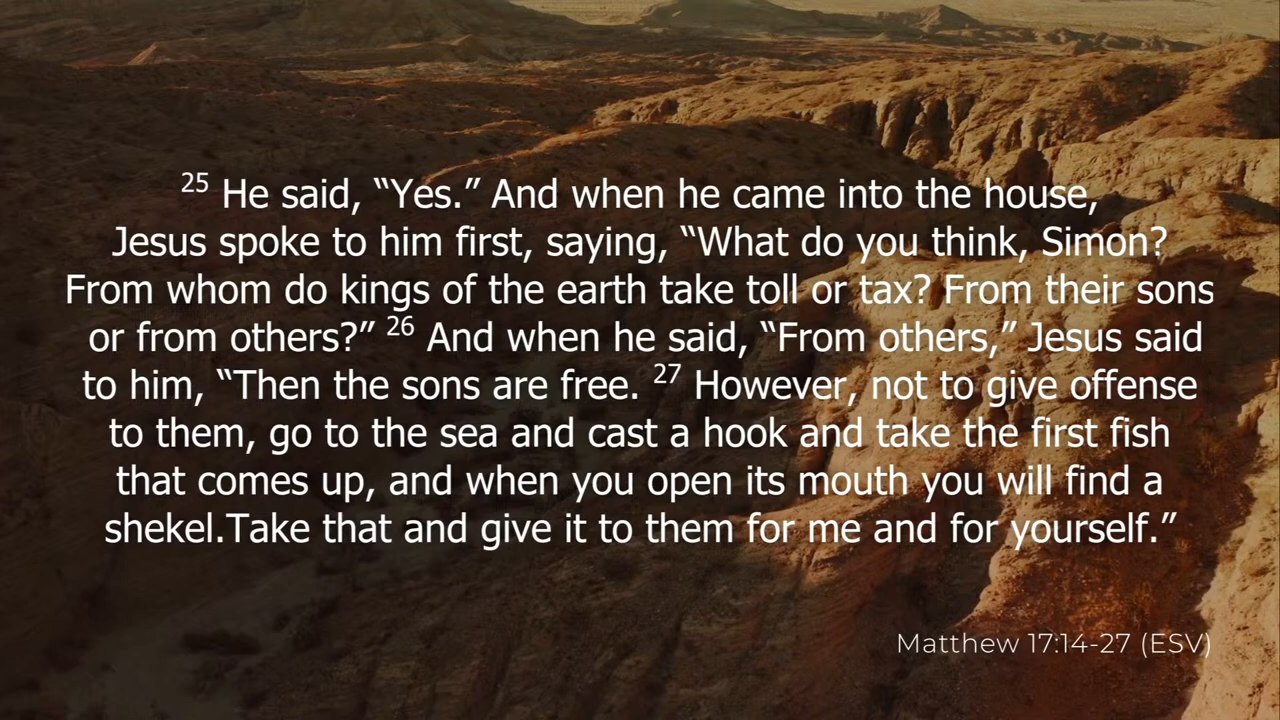 25 He said, “Yes.” And when he came into the house,
Jesus spoke to him first, saying, “What do you think, Simon?
From whom do kings of the earth take toll or tax? From their sons
or from others?” 26 And when he said, “From others,” Jesus said
to him, “Then the sons are free. 27 However, not to give offense
to them, go to the sea and cast a hook and take the first fish
that comes up, and when you open its mouth you will find a
shekel.Take that and give it to them for me and for yourself.”
Matthew 17:14-27 (ESV)